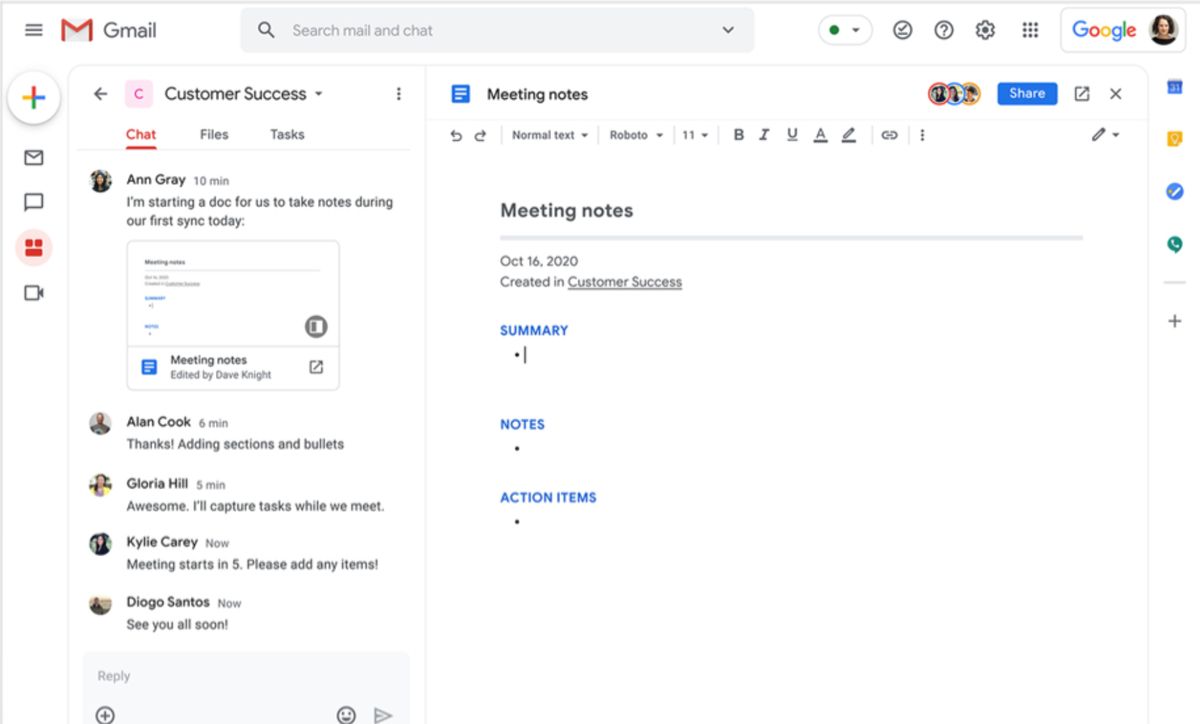 Gmail
Search mail and chat
Google
C Customer Success
Chat Files Tasks
Ann Gray 10 min
I'm starting a doc for us to take notes during
our first sync today:
Meeting notes
Oct 16, 2020
Created in Customer Success
SUMMARY
NOTES
Meeting notes
Edited by Dave Knight
Alan Cook 6 min
Thanks! Adding sections and bullets
Gloria Hill 5 min
Awesome. I'll capture tasks while we meet.
Kylie Carey Now
Meeting starts in 5. Please add any items!
Diogo Santos Now
See you all soon!
Reply
Meeting notes
Share
Normal text Roboto 11 B I U A
Meeting notes
Oct 16, 2020
Created in Customer Success
SUMMARY
•
NOTES
•
ACTION ITEMS
•
31